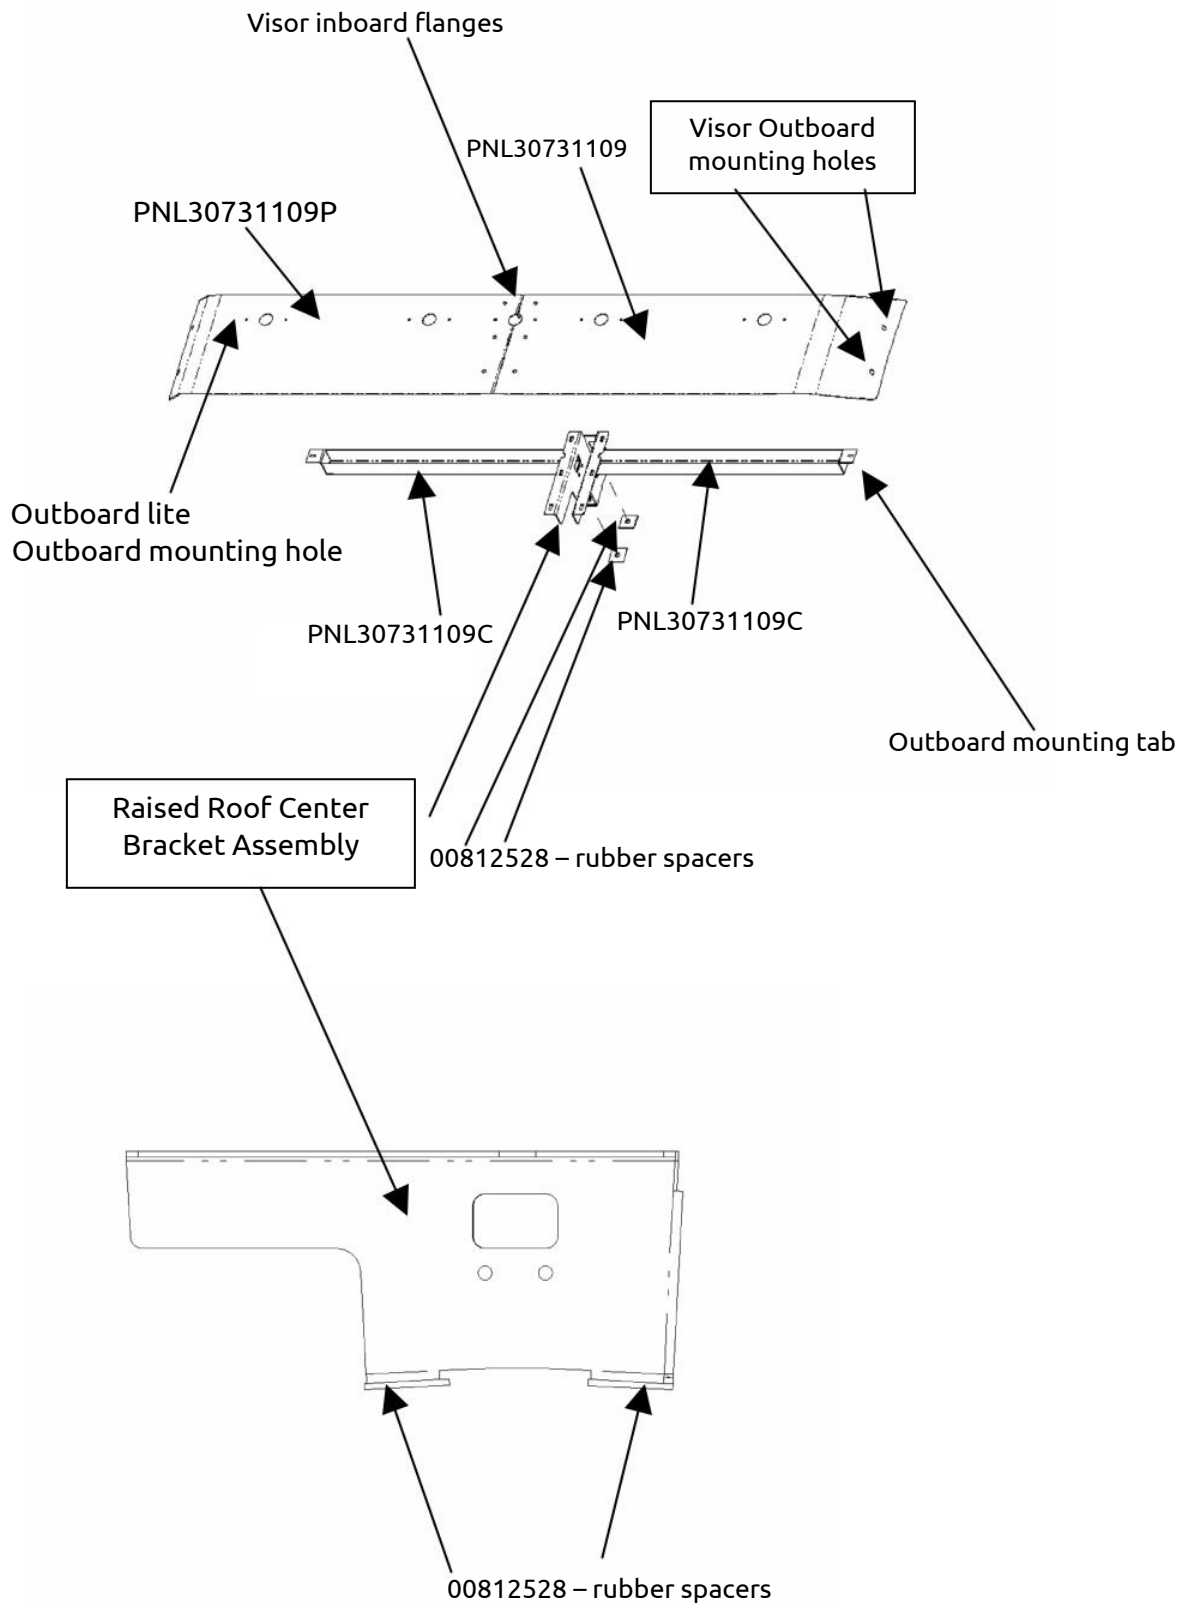 Visor inboard flanges
PNL30731109
Visor Outboard
mounting holes
PNL30731109P
Outboard lite
Outboard mounting hole
PNL30731109C
PNL30731109C
Outboard mounting tab
Raised Roof Center
Bracket Assembly
00812528 – rubber spacers
00812528 – rubber spacers